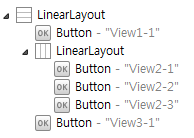 LinearLayout
OK Button - "View1-1"
LinearLayout
OK Button - "View2-1"
OK Button - "View2-2"
OK Button - "View2-3"
OK Button - "View3-1"